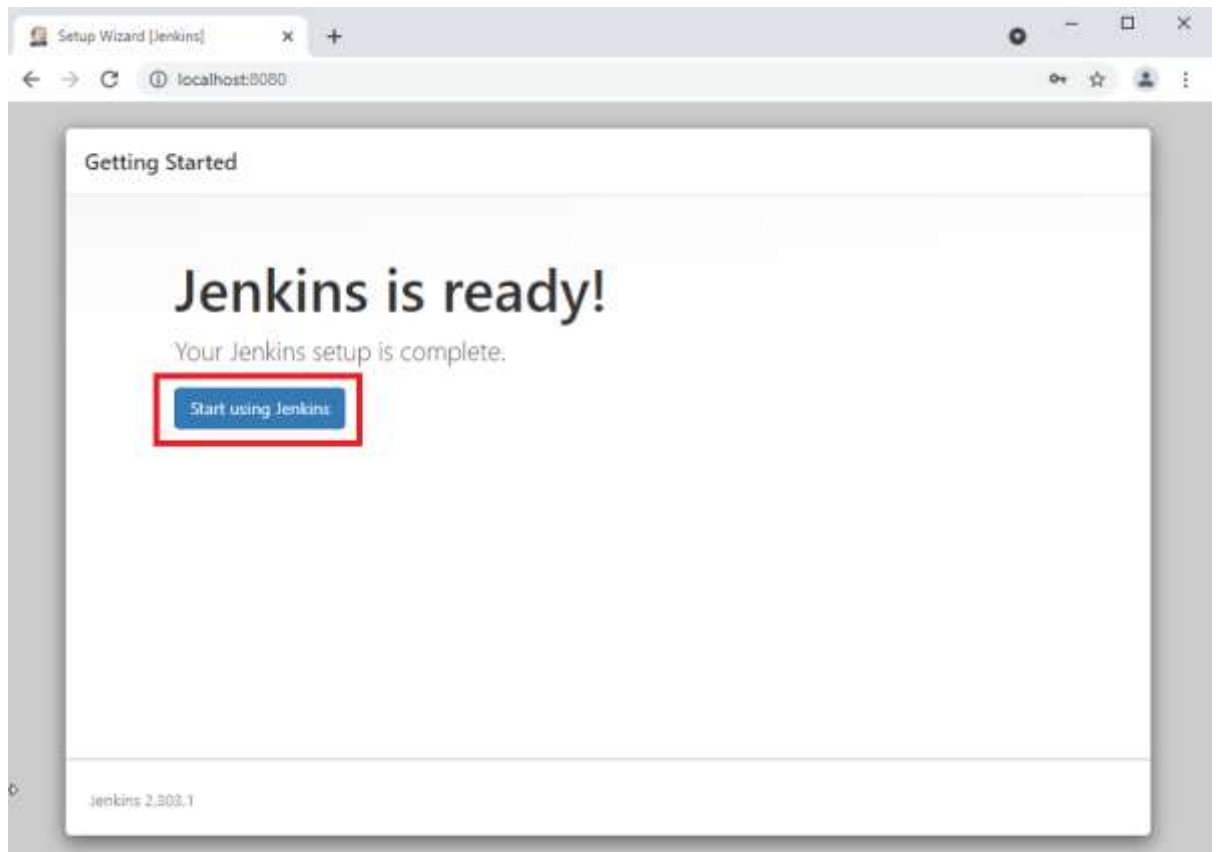 Setup Wizard [Jenkins]
localhost:8080
Getting Started
Jenkins is ready!
Your Jenkins setup is complete.
Start using Jenkins
Jenkins 2.303.1